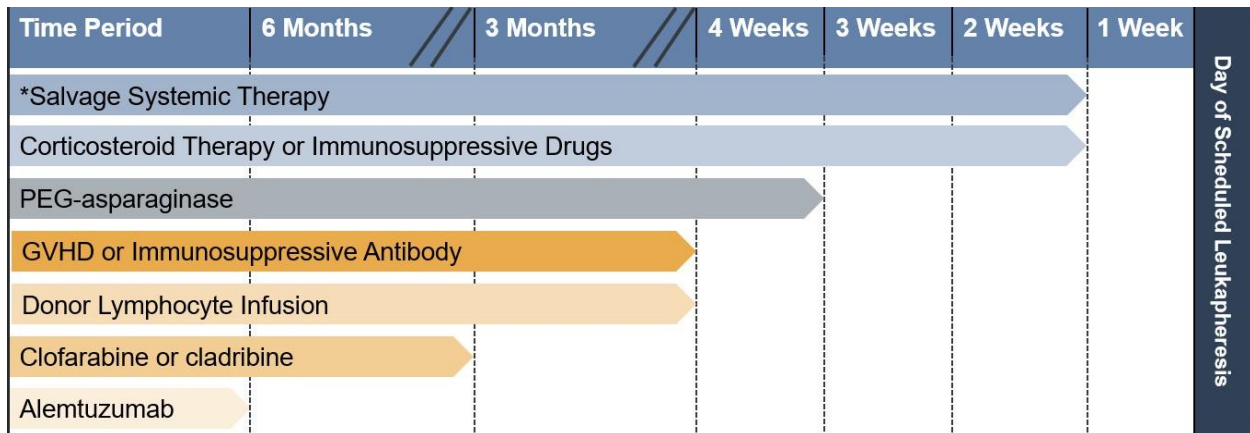 Time Period 6 Months 3 Months 4 Weeks 3 Weeks 2 Weeks 1 Week
*Salvage Systemic Therapy
Corticosteroid Therapy or Immunosuppressive Drugs
PEG-asparaginase
GVHD or Immunosuppressive Antibody
Donor Lymphocyte Infusion
Clofarabine or cladribine
Alemtuzumab
Day of Scheduled Leukapheresis